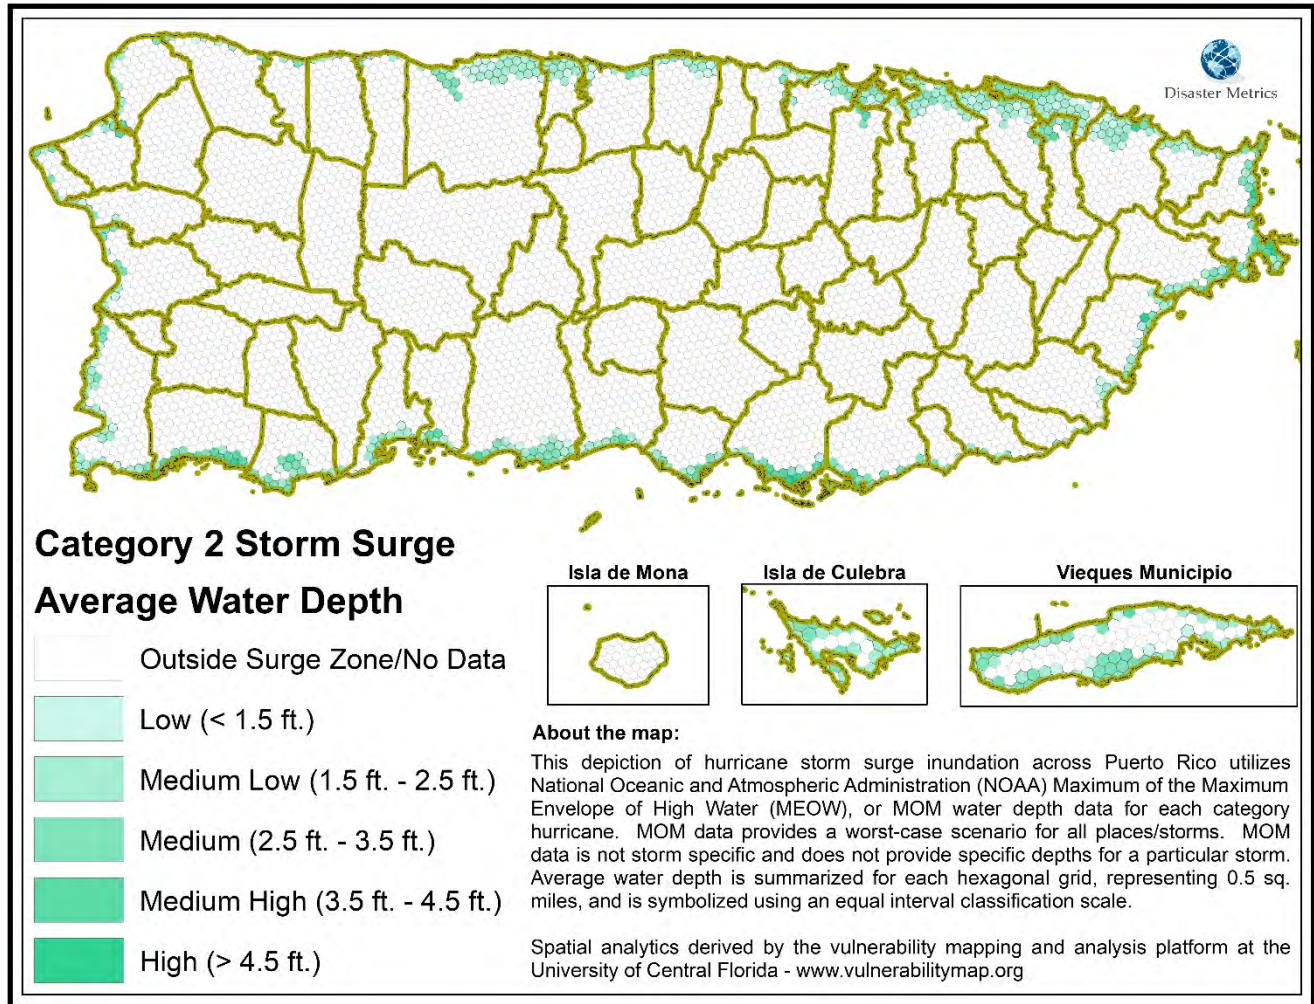 Disaster Metrics
Category 2 Storm Surge
Average Water Depth
Outside Surge Zone/No Data
Low (< 1.5 ft.)
Medium Low (1.5 ft. - 2.5 ft.)
Medium (2.5 ft. - 3.5 ft.)
Medium High (3.5 ft. - 4.5 ft.)
High (> 4.5 ft.)
Isla de Mona
Isla de Culebra
Vieques Municipio
About the map:
This depiction of hurricane storm surge inundation across Puerto Rico utilizes
National Oceanic and Atmospheric Administration (NOAA) Maximum of the Maximum
Envelope of High Water (MEOW), or MOM water depth data for each category
hurricane. MOM data provides a worst-case scenario for all places/storms. MOM
data is not storm specific and does not provide specific depths for a particular storm.
Average water depth is summarized for each hexagonal grid, representing 0.5 sq.
miles, and is symbolized using an equal interval classification scale.
Spatial analytics derived by the vulnerability mapping and analysis platform at the
University of Central Florida - www.vulnerabilitymap.org